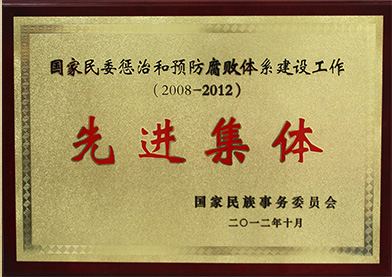 国家民委惩治和预防腐败体系建设工作
（2008-2012）
先进集体
国家民族事务委员会
二〇一二年十月